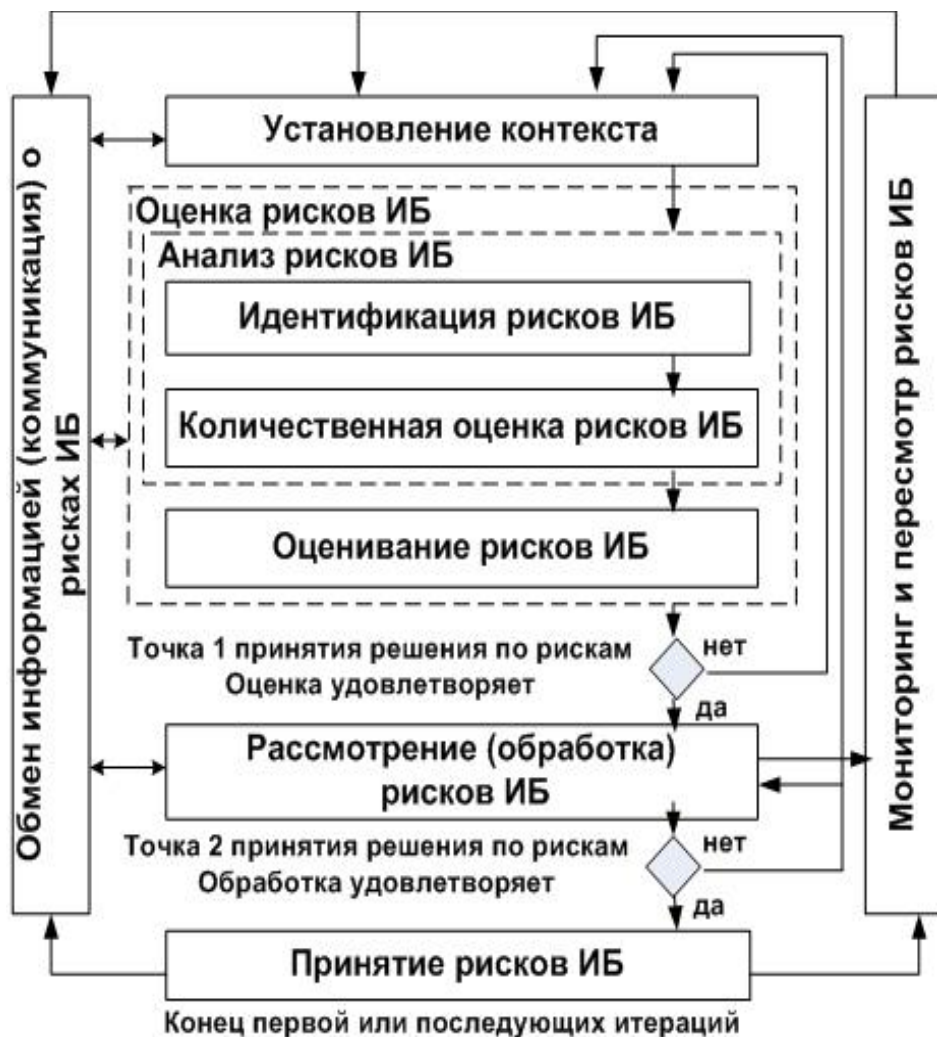 Обмен информацией (коммуникация) о
рисках ИБ
Установление контекста
Оценка рисков ИБ
Анализ рисков ИБ
Идентификация рисков ИБ
Количественная оценка рисков ИБ
Оценивание рисков ИБ
Точка 1 принятия решения по рискам
Оценка удовлетворяет
нет
да
Рассмотрение (обработка)
рисков ИБ
Точка 2 принятия решения по рискам
Обработка удовлетворяет
нет
да
Принятие рисков ИБ
Конец первой или последующих итераций
Мониторинг и пересмотр рисков ИБ